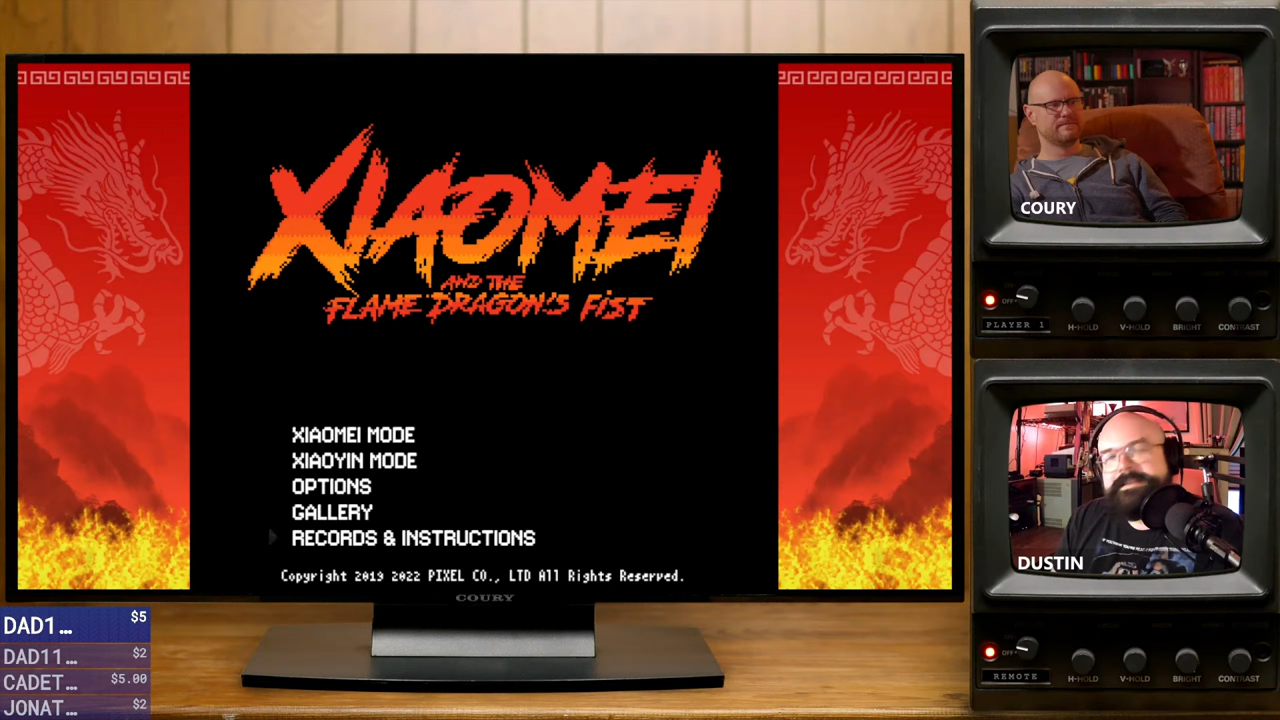 XIAOMEI
AND THE
FLAME DRAGON'S FIST
XIAOMEI MODE
XIAOYIN MODE
OPTIONS
GALLERY
RECORDS & INSTRUCTIONS
Copyright 2019 2022 PIXEL CO., LTD All Rights Reserved.
COURY
DAD1... $5
DAD11... $2
CADET... $5.00
JONAT... $2
COURY
OFF
PLAYER 1
H-HOLD V-HOLD BRIGHT CONTRAST
DUSTIN
OFF
REMOTE
H-HOLD V-HOLD BRIGHT CONTRAST